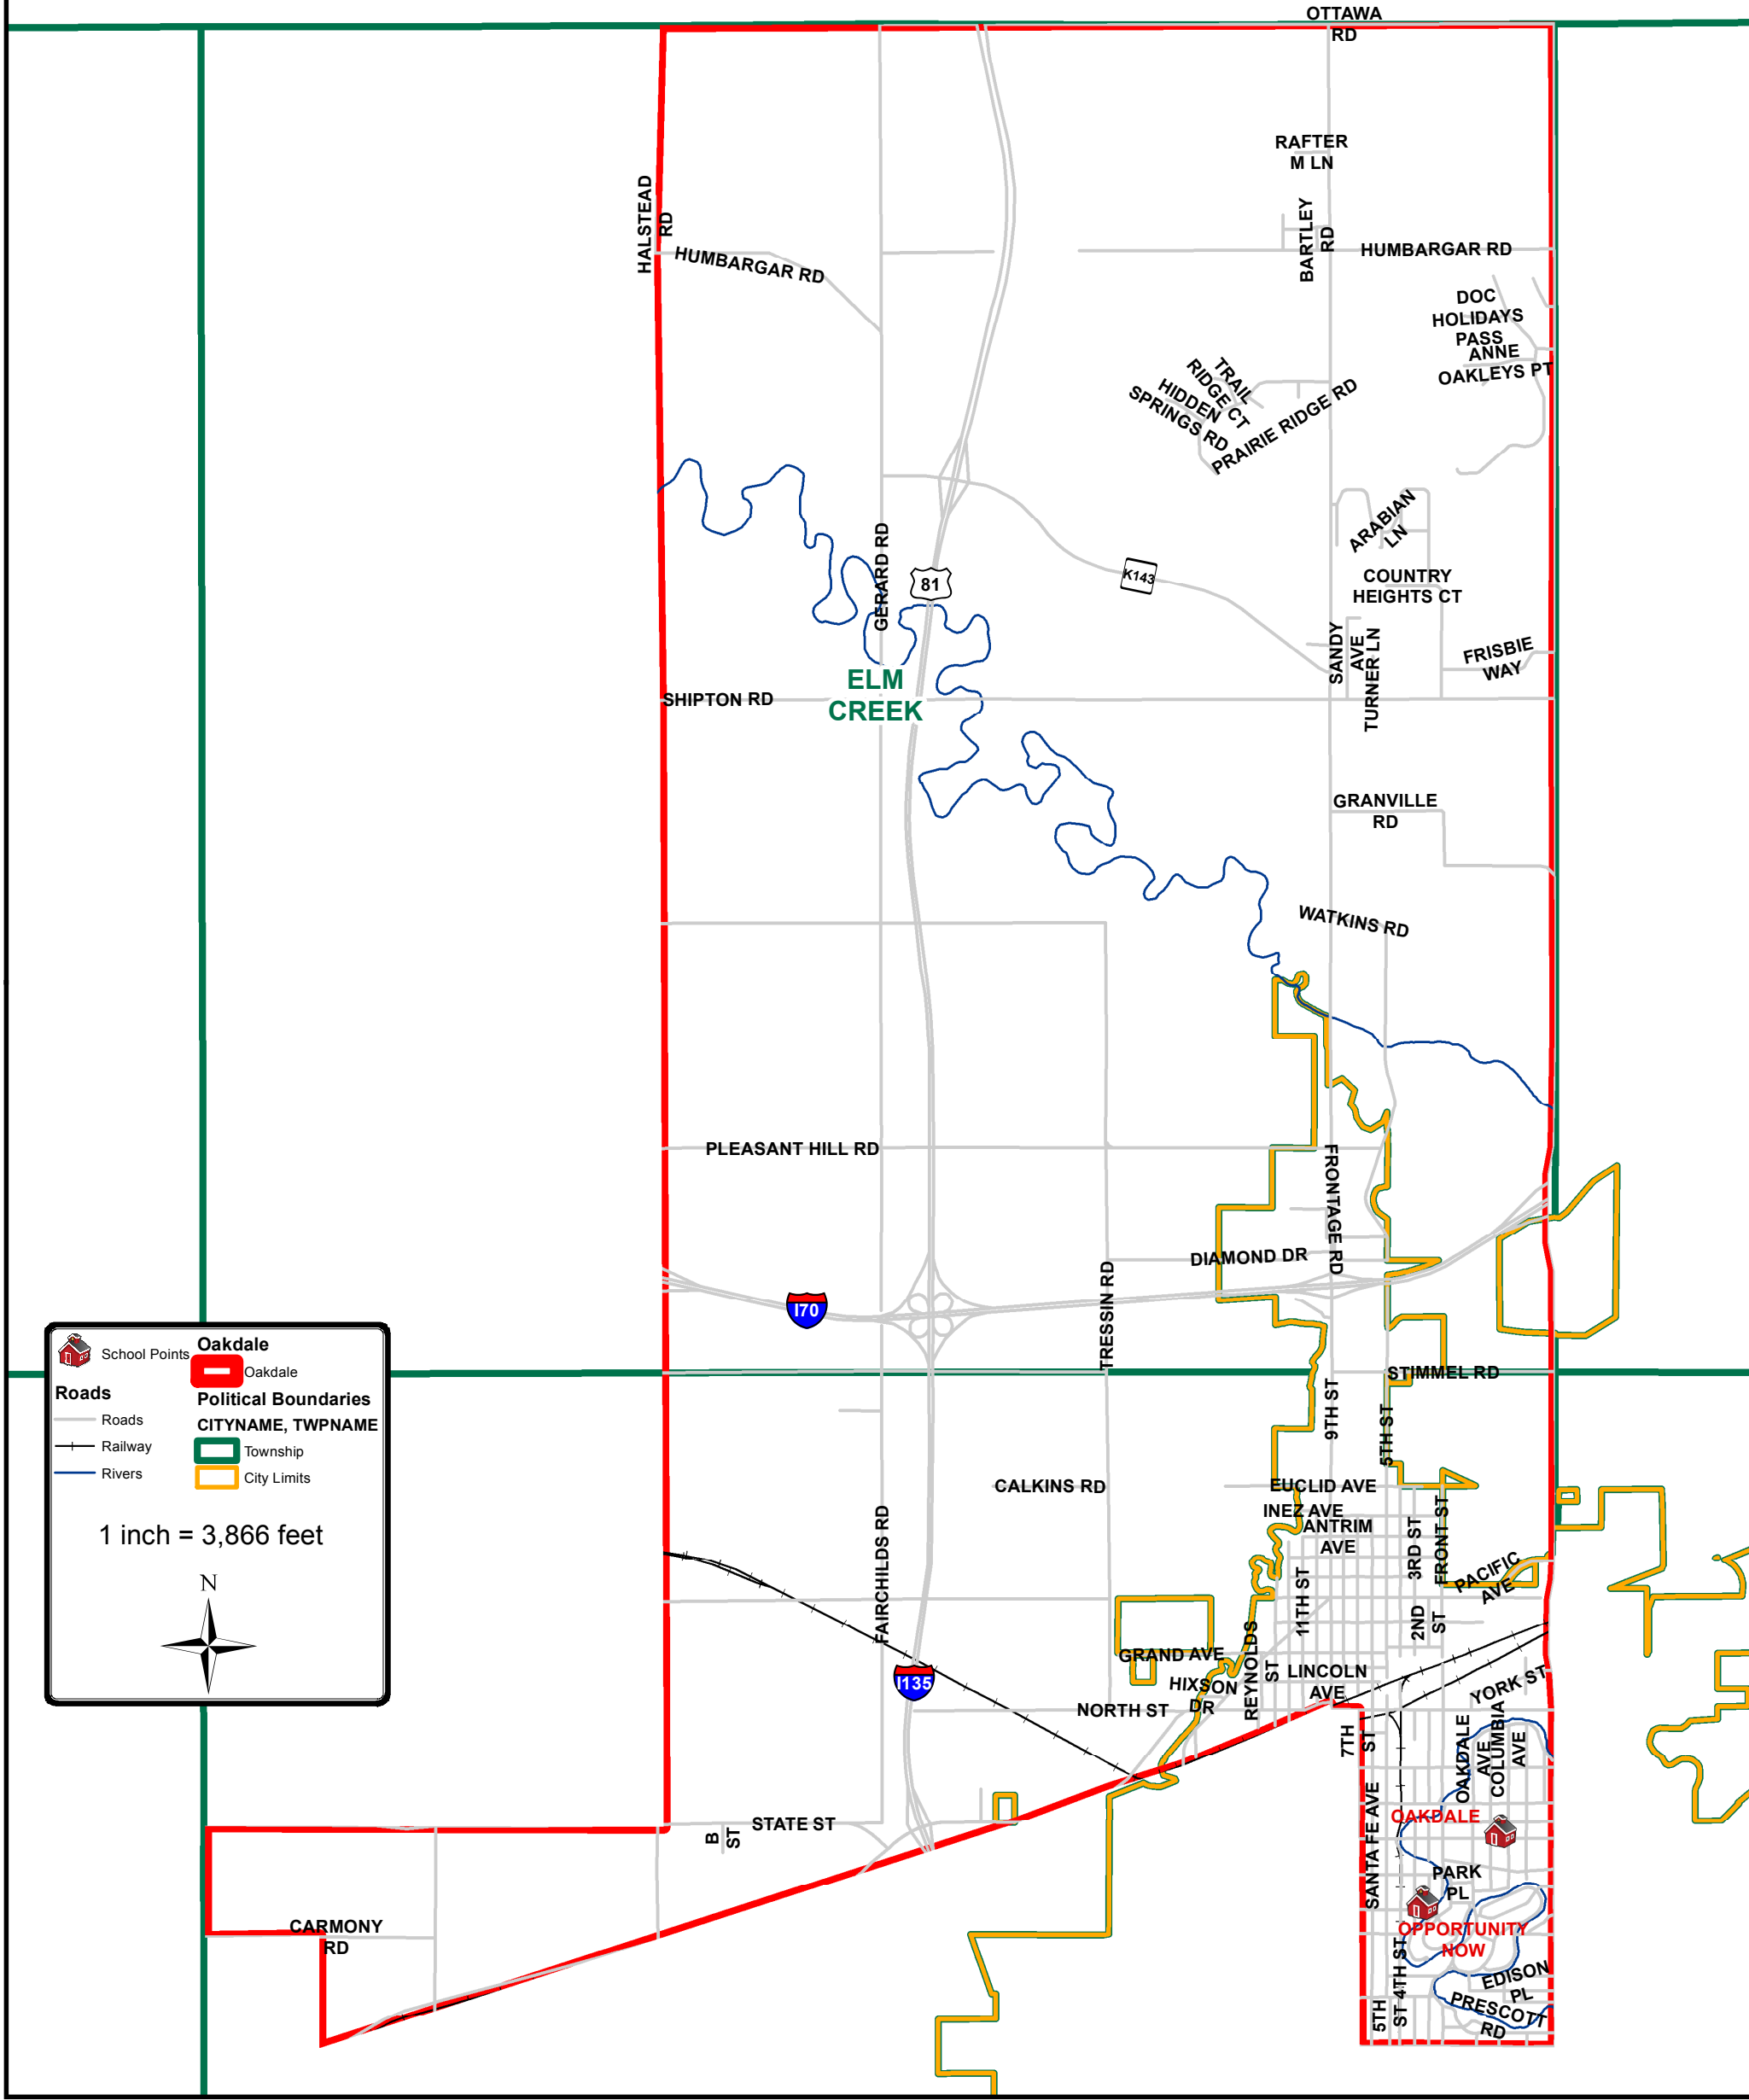 OTTAWA
RD
RAFTER
M LN
HALSTEAD
RD
BARTLEY
RD
HUMBARGAR RD
HUMBARGAR RD
DOC
HOLIDAYS
PASS
ANNE
OAKLEYS PT
TRAIL
RIDGE CT
HIDDEN
SPRINGS RD
PRAIRIE RIDGE RD
ARABIAN
LN
GERARD RD
81
K143
COUNTRY
HEIGHTS CT
SANDY
AVE
TURNER LN
FRISBIE
WAY
ELM
CREEK
SHIPTON RD
GRANVILLE
RD
WATKINS RD
PLEASANT HILL RD
FRONTAGE RD
DIAMOND DR
TRESSIN RD
I70
STIMMEL RD
9TH ST
5TH ST
CALKINS RD
EUCLID AVE
INEZ AVE
ANTRIM
AVE
3RD ST
FRONT ST
PACIFIC
AVE
FAIRCHILDS RD
11TH ST
2ND
ST
GRAND AVE
REYNOLDS
ST
LINCOLN
AVE
HIXSON
DR
I135
NORTH ST
YORK ST
7TH
ST
OAKDALE
AVE
COLUMBIA
AVE
STATE ST
B
ST
SANTA FE AVE
OAKDALE
PARK
PL
OPPORTUNITY
NOW
CARMONY
RD
5TH
ST
4TH ST
EDISON
PL
PRESCOTT
RD
School Points
Oakdale
Oakdale
Roads
Political Boundaries
Roads
CITYNAME, TWPNAME
Railway
Township
Rivers
City Limits
1 inch = 3,866 feet
N